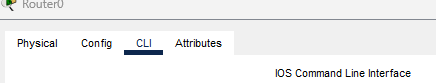 Router0
Physical Config CLI Attributes
IOS Command Line Interface